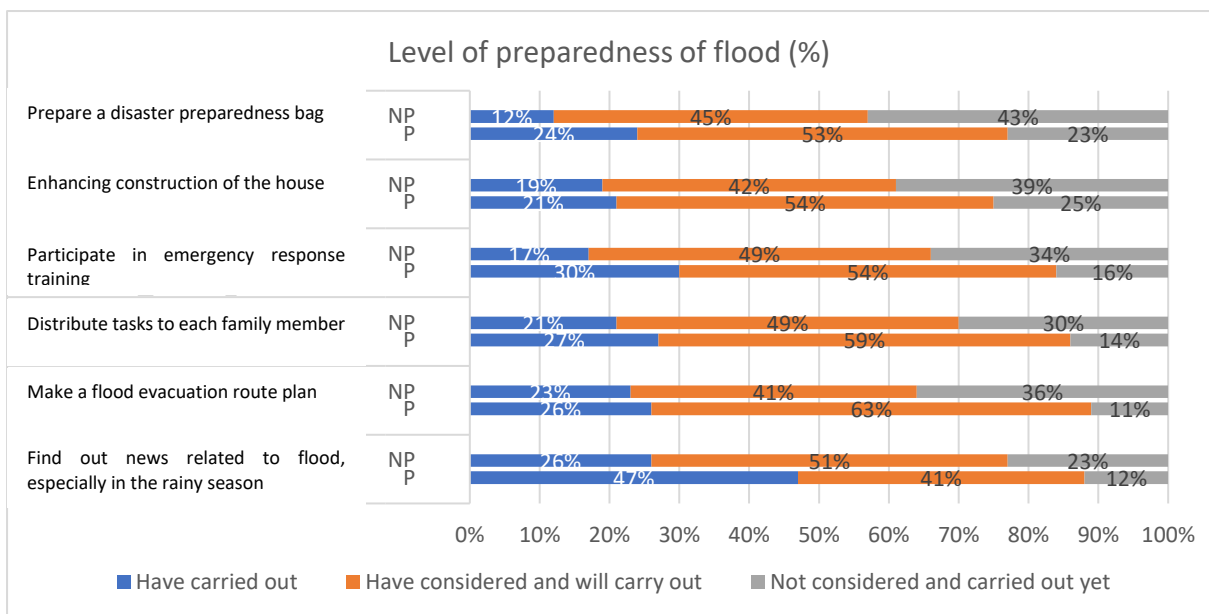 Level of preparedness of flood (%)
Prepare a disaster preparedness bag
NP
12% 45% 43%
P
24% 53% 23%
Enhancing construction of the house
NP
19% 42% 39%
P
21% 54% 25%
Participate in emergency response
training
NP
17% 49% 34%
P
30% 54% 16%
Distribute tasks to each family member
NP
21% 49% 30%
P
27% 59% 14%
Make a flood evacuation route plan
NP
23% 41% 36%
P
26% 63% 11%
Find out news related to flood,
especially in the rainy season
NP
26% 51% 23%
P
47% 41% 12%
0% 10% 20% 30% 40% 50% 60% 70% 80% 90% 100%
Have carried out Have considered and will carry out Not considered and carried out yet